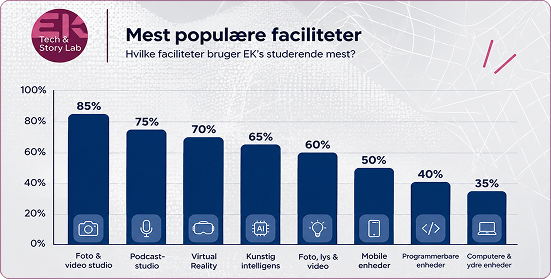 EK
Tech &
Story Lab
Mest populære faciliteter
Hvilke faciliteter bruger EK's studerende mest?
100%
80%
60%
40%
20%
0%
85%
75%
70%
65%
60%
50%
40%
35%
AI
Foto &
video studio
Podcast-
studio
Virtual
Reality
Kunstig
intelligens
Foto, lys &
video
Mobile
enheder
Programmerbare
enheder
Computere &
ydre enheder